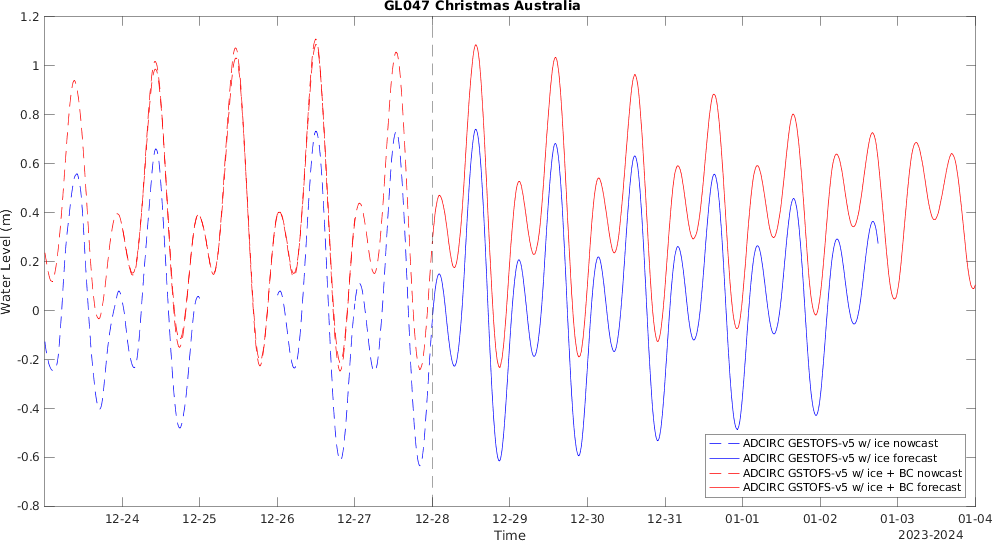 GL047 Christmas Australia
Water Level (m)
1.2
1
0.8
0.6
0.4
0.2
0
-0.2
-0.4
-0.6
-0.8
ADCIRC GESTOFS-v5 w/ ice nowcast
ADCIRC GESTOFS-v5 w/ ice forecast
ADCIRC GSTOFS-v5 w/ ice + BC nowcast
ADCIRC GSTOFS-v5 w/ ice + BC forecast
12-24 12-25 12-26 12-27 12-28 12-29 12-30 12-31 01-01 01-02 01-03 01-04
Time
2023-2024